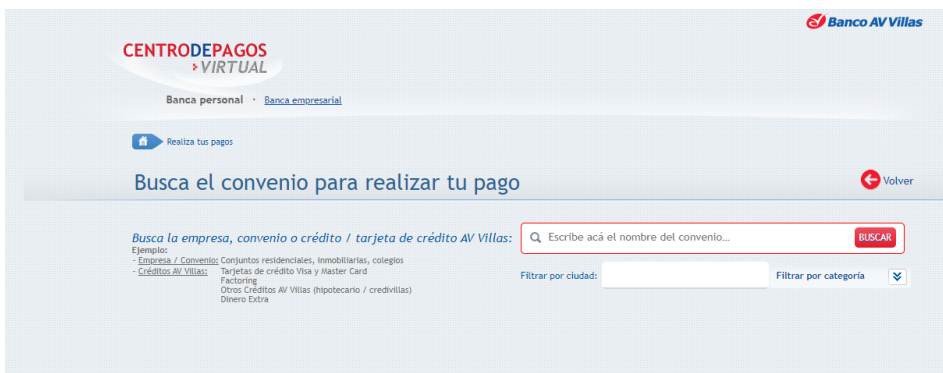 Banco AV Villas
CENTRODEPAGOS
VIRTUAL
Banca personal · Banca empresarial
Realiza tus pagos
Busca el convenio para realizar tu pago
Volver
Busca la empresa, convenio o crédito / tarjeta de crédito AV Villas:
Escribe acá el nombre del convenio...
BUSCAR
Ejemplo:
- Empresa / Convenio: Conjuntos residenciales, inmobiliarias, colegios
- Créditos AV Villas: Tarjetas de crédito Visa y Master Card
Factoring
Otros Créditos AV Villas (hipotecario / credivillas)
Dinero Extra
Filtrar por ciudad:
Filtrar por categoría